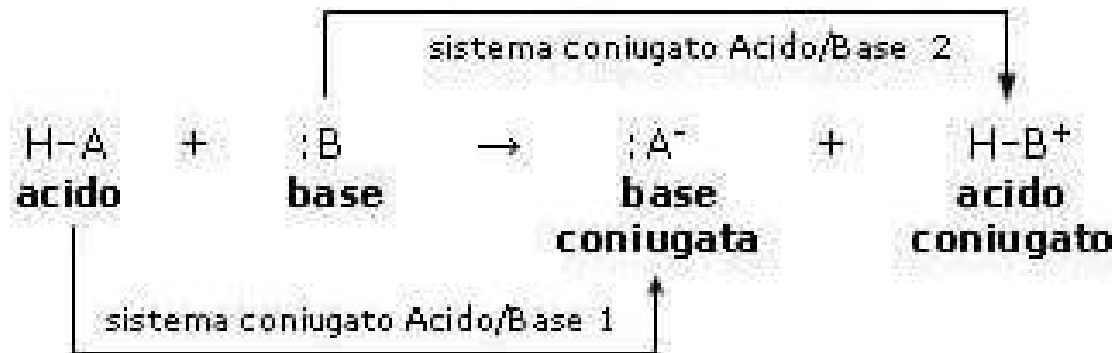 sistema coniugato Acido/Base 2
H-A + :B → :A⁻ + H-B⁺
acido base base acido
coniugata coniugato
sistema coniugato Acido/Base 1